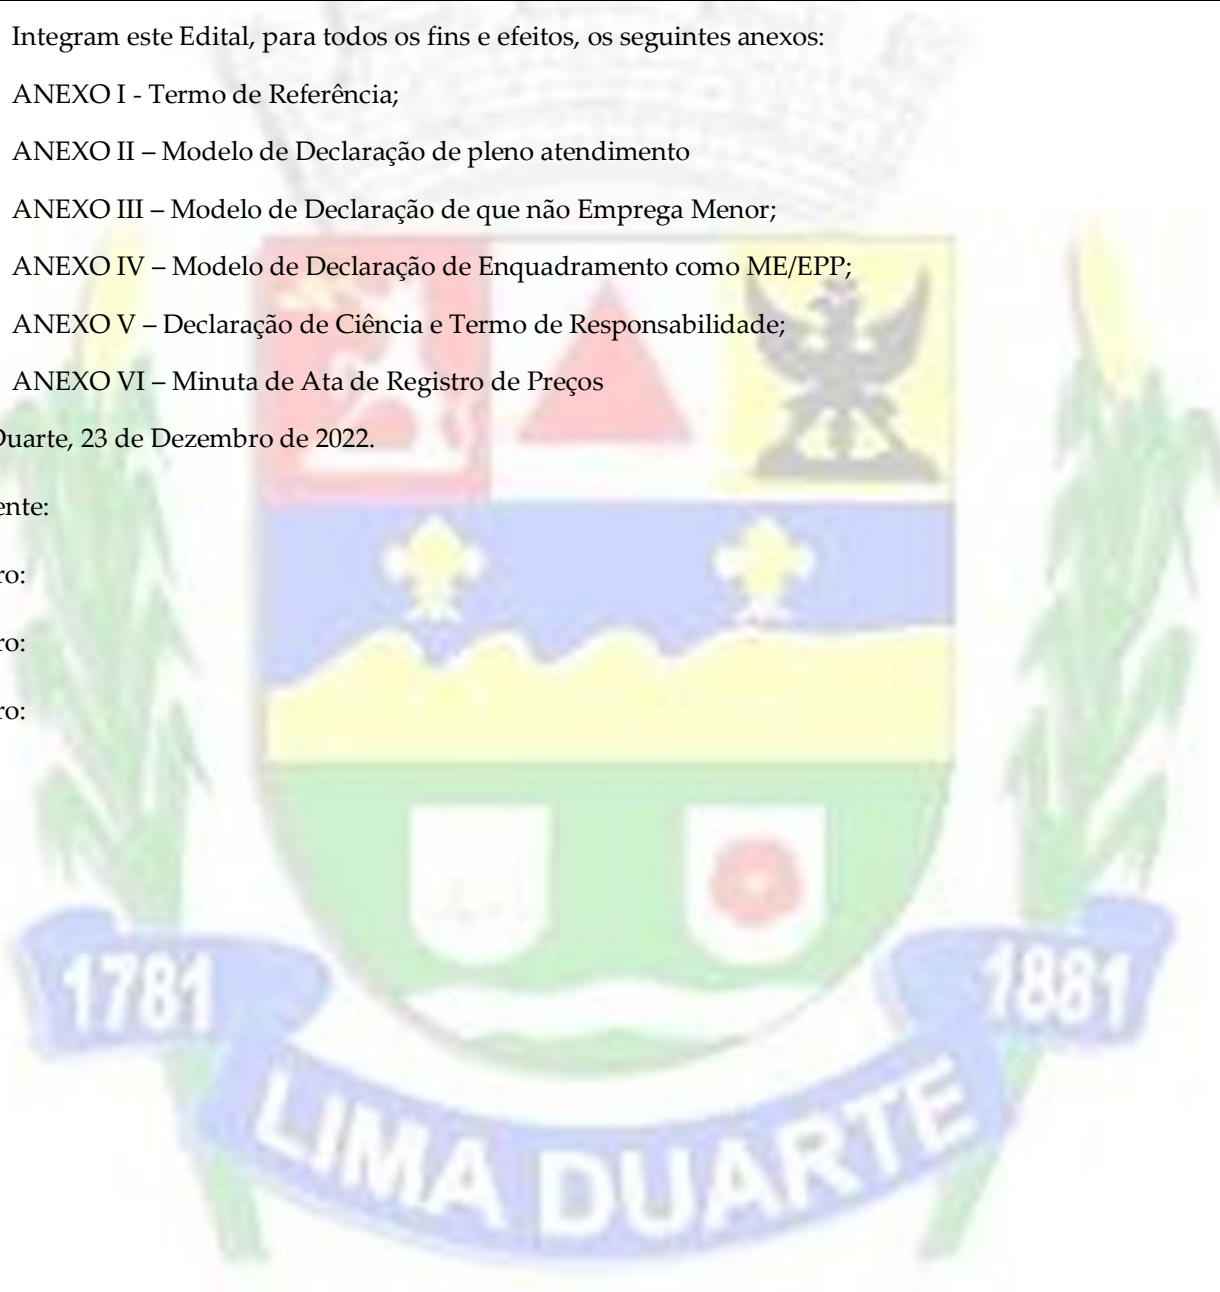 Integram este Edital, para todos os fins e efeitos, os seguintes anexos:
ANEXO I - Termo de Referência;
ANEXO II – Modelo de Declaração de pleno atendimento
ANEXO III – Modelo de Declaração de que não Emprega Menor;
ANEXO IV – Modelo de Declaração de Enquadramento como ME/EPP;
ANEXO V – Declaração de Ciência e Termo de Responsabilidade;
ANEXO VI – Minuta de Ata de Registro de Preços
Duarte, 23 de Dezembro de 2022.
ente:
ro:
ro:
ro:
1781
1881
LIMA DUARTE